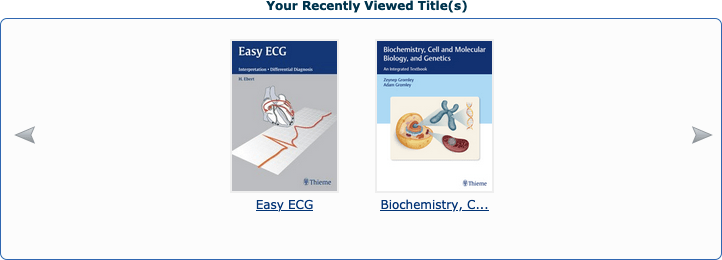 Your Recently Viewed Title(s)
Easy ECG
Interpretation • Differential Diagnosis
H. Ebert
Thieme
Easy ECG
Biochemistry, Cell and Molecular
Biology, and Genetics
An Integrated Textbook
Zeynep Gromley
Adam Gromley
Thieme
Biochemistry, C...